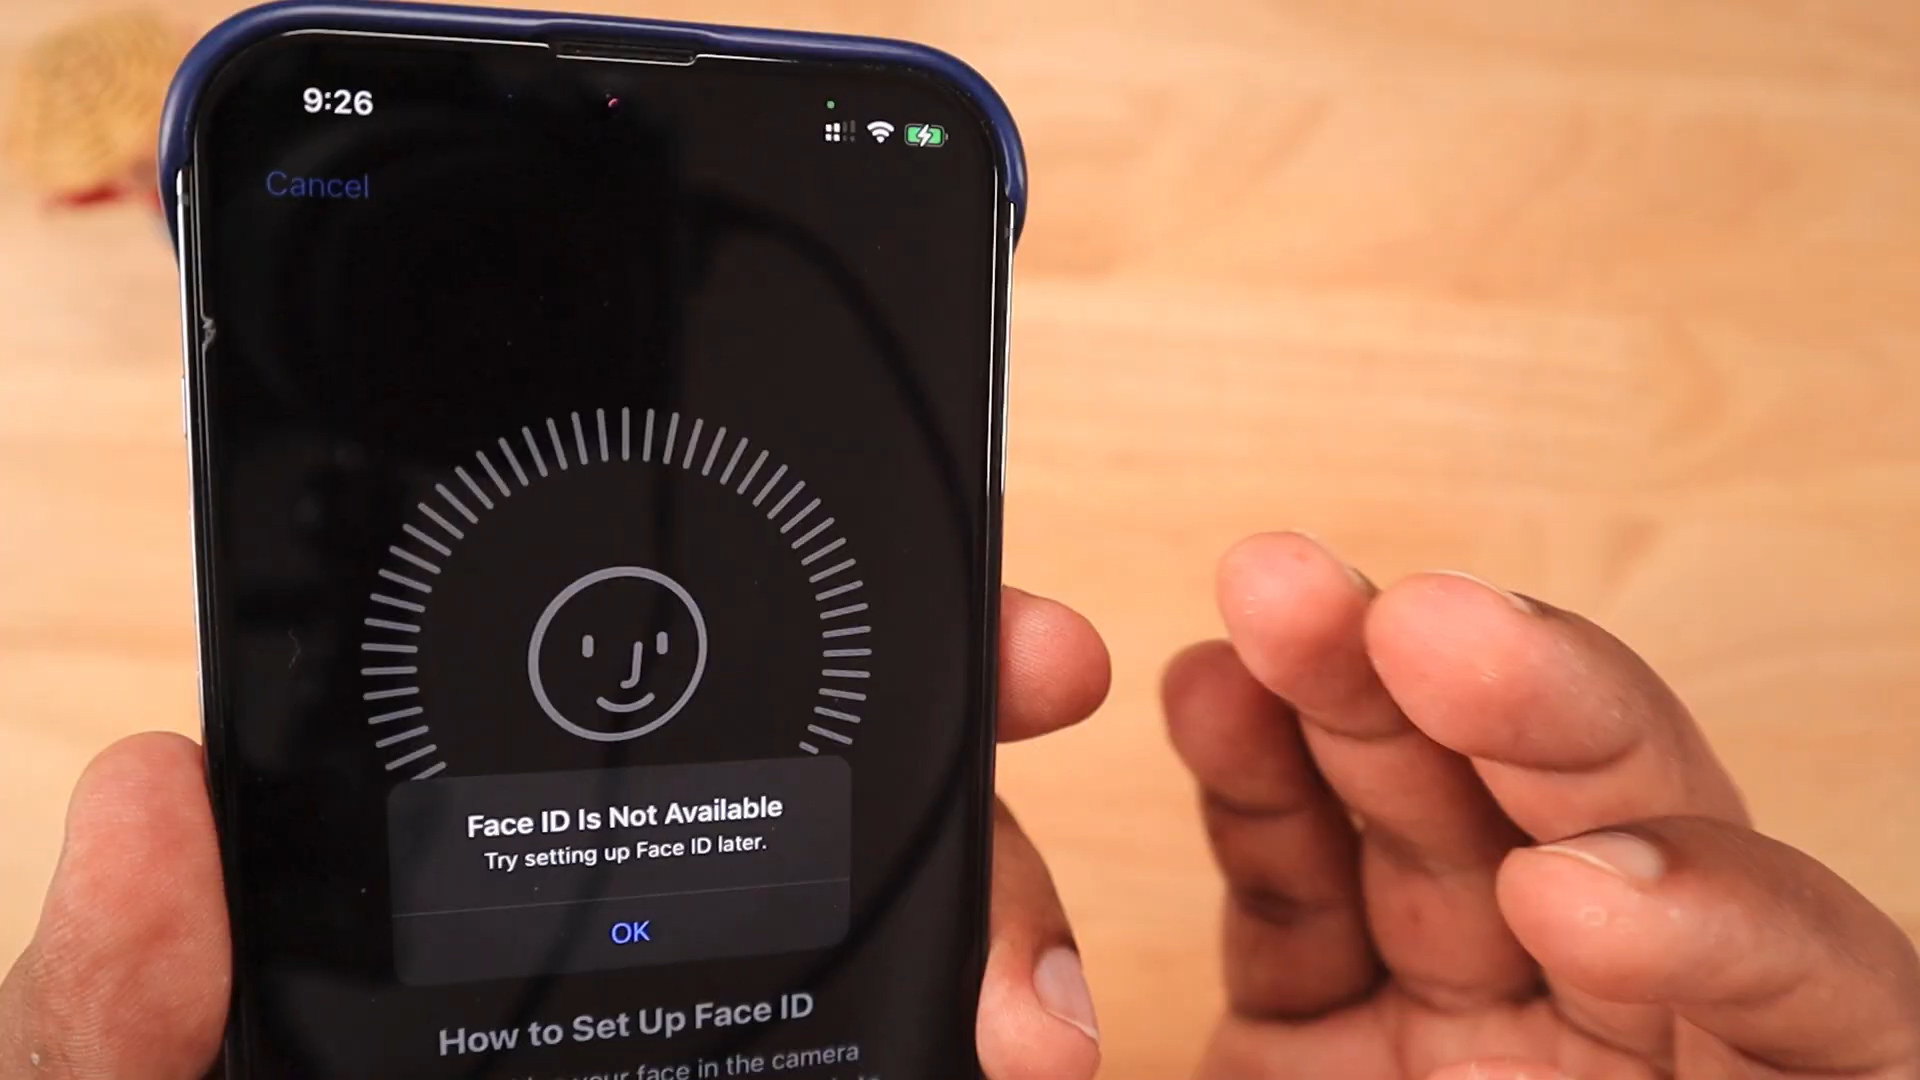 9:26
Cancel
Face ID Is Not Available
Try setting up Face ID later.
OK
How to Set Up Face ID
your face in the camera